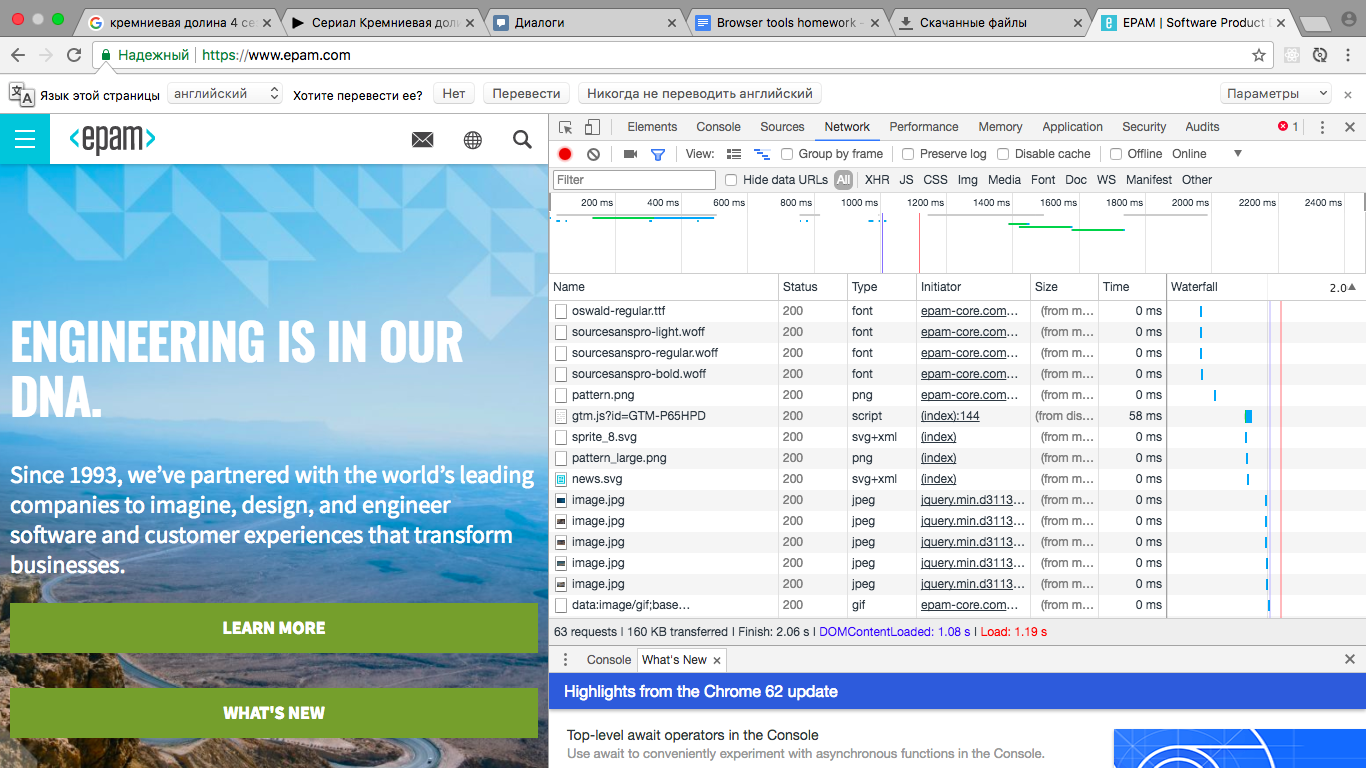 кремниевая долина 4 се
Сериал Кремниевая доли
Диалоги
Browser tools homework -
Скачанные файлы
EPAM | Software Product
Надежный
https://www.epam.com
Язык этой страницы
английский
Хотите перевести ее?
Нет
Перевести
Никогда не переводить английский
Параметры
<epam>
ENGINEERING IS IN OUR
DNA.
Since 1993, we've partnered with the world's leading
companies to imagine, design, and engineer
software and customer experiences that transform
businesses.
LEARN MORE
WHAT'S NEW
Elements Console Sources Network Performance Memory Application Security Audits 1
View: Group by frame Preserve log Disable cache Offline Online
Filter Hide data URLs All XHR JS CSS Img Media Font Doc WS Manifest Other
200 ms 400 ms 600 ms 800 ms 1000 ms 1200 ms 1400 ms 1600 ms 1800 ms 2000 ms 2200 ms 2400 ms
Name Status Type Initiator Size Time Waterfall 2.0
oswald-regular.ttf 200 font epam-core.com… (from m… 0 ms
sourcesanspro-light.woff 200 font epam-core.com… (from m… 0 ms
sourcesanspro-regular.woff 200 font epam-core.com… (from m… 0 ms
sourcesanspro-bold.woff 200 font epam-core.com… (from m… 0 ms
pattern.png 200 png epam-core.com… (from m… 0 ms
gtm.js?id=GTM-P65HPD 200 script (index):144 (from dis… 58 ms
sprite_8.svg 200 svg+xml (index) (from m… 0 ms
pattern_large.png 200 png (index) (from m… 0 ms
news.svg 200 svg+xml (index) (from m… 0 ms
image.jpg 200 jpeg jquery.min.d3113… (from m… 0 ms
image.jpg 200 jpeg jquery.min.d3113… (from m… 0 ms
image.jpg 200 jpeg jquery.min.d3113… (from m… 0 ms
image.jpg 200 jpeg jquery.min.d3113… (from m… 0 ms
image.jpg 200 jpeg jquery.min.d3113… (from m… 0 ms
data:image/gif;base… 200 gif epam-core.com… (from m… 0 ms
63 requests | 160 KB transferred | Finish: 2.06 s | DOMContentLoaded: 1.08 s | Load: 1.19 s
Console What's New
Highlights from the Chrome 62 update
Top-level await operators in the Console
Use await to conveniently experiment with asynchronous functions in the Console.